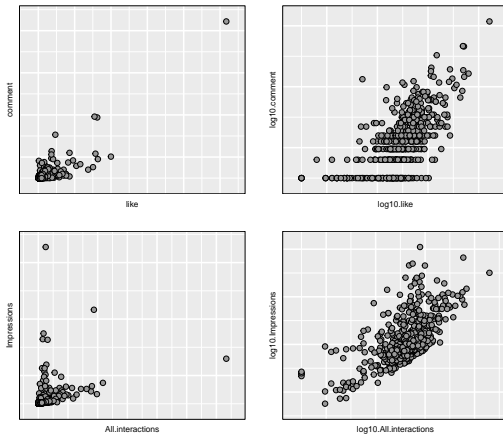 comment
like
log10.comment
log10.like
Impressions
All.interactions
log10.Impressions
log10.All.interactions